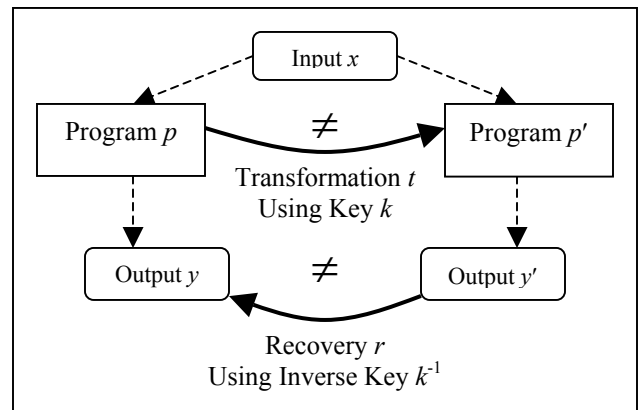 Input x
Program p ≠ Program p′
Transformation t
Using Key k
Output y ≠ Output y′
Recovery r
Using Inverse Key k⁻¹